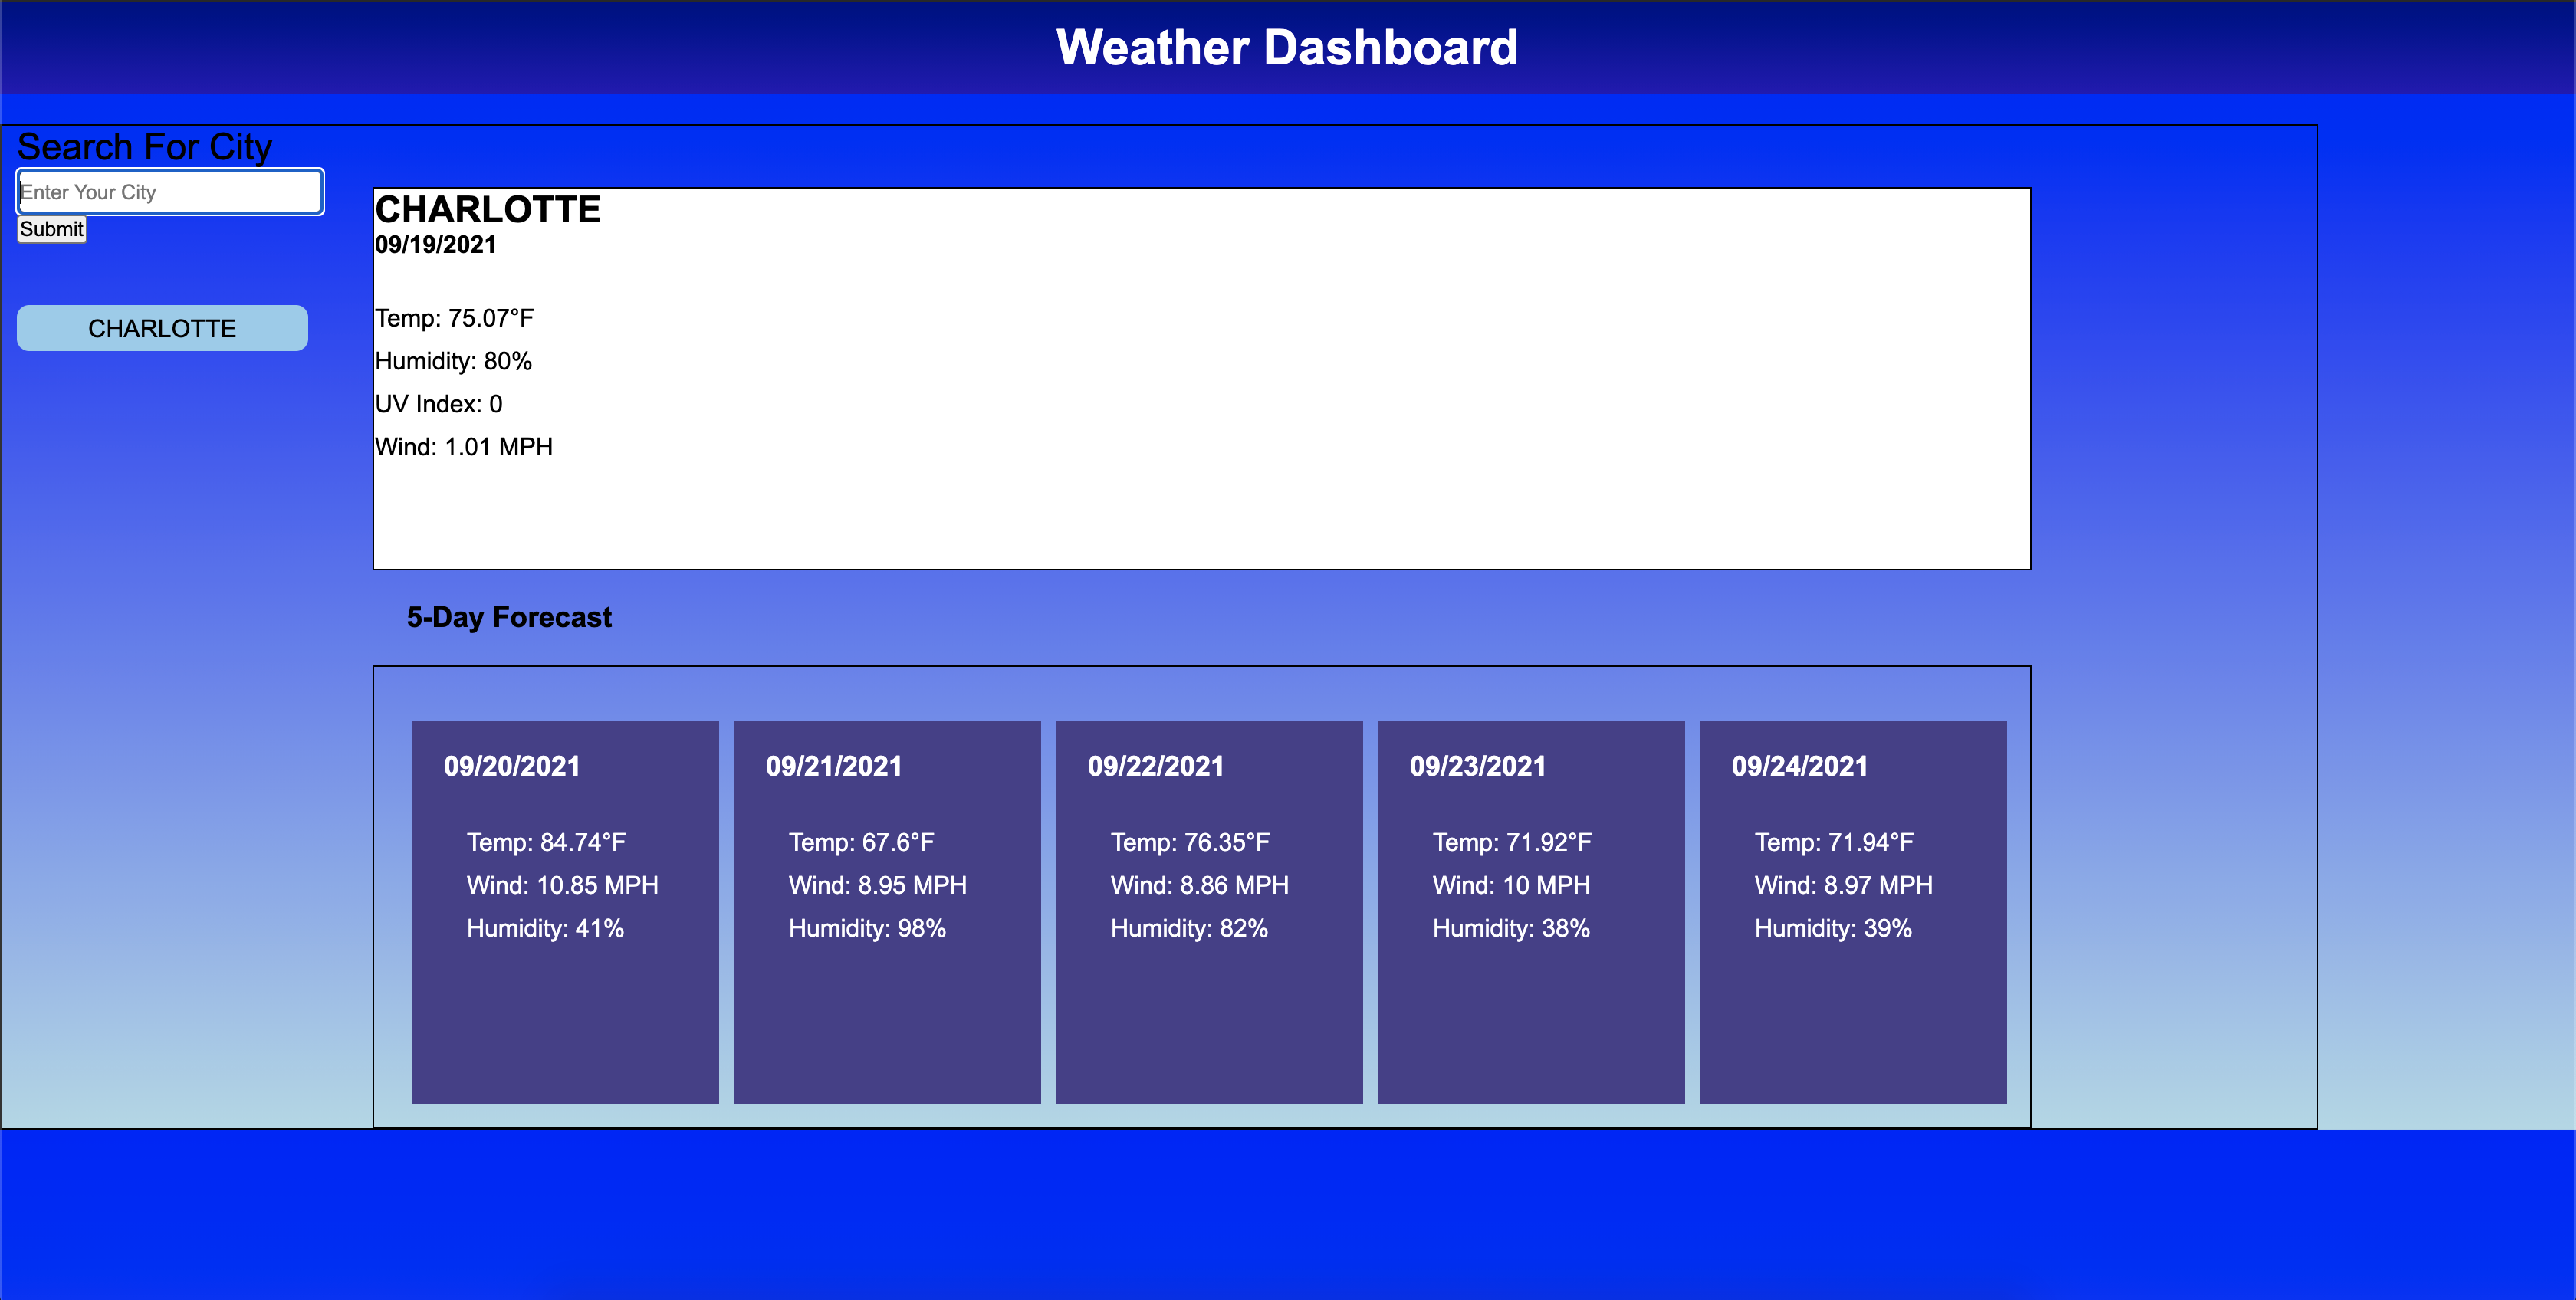 Weather Dashboard
Search For City
Enter Your City
Submit
CHARLOTTE
CHARLOTTE
09/19/2021
Temp: 75.07°F
Humidity: 80%
UV Index: 0
Wind: 1.01 MPH
5-Day Forecast
09/20/2021
Temp: 84.74°F
Wind: 10.85 MPH
Humidity: 41%
09/21/2021
Temp: 67.6°F
Wind: 8.95 MPH
Humidity: 98%
09/22/2021
Temp: 76.35°F
Wind: 8.86 MPH
Humidity: 82%
09/23/2021
Temp: 71.92°F
Wind: 10 MPH
Humidity: 38%
09/24/2021
Temp: 71.94°F
Wind: 8.97 MPH
Humidity: 39%